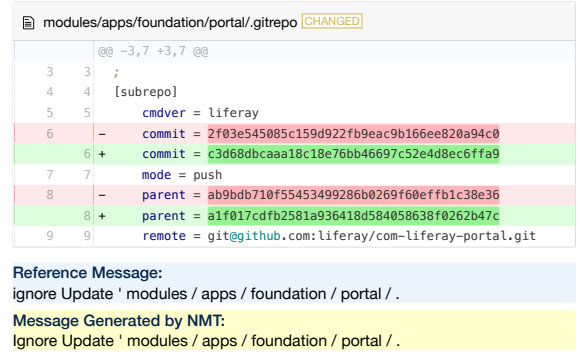 modules/apps/foundation/portal/.gitrepo CHANGED
@@ -3,7 +3,7 @@
3 3 ;
4 4 [subrepo]
5 5 cmdver = liferay
6 - commit = 2f03e545085c159d922fb9eac9b166ee820a94c0
6 + commit = c3d68dbcaaa18c18e76bb46697c52e4d8ec6ffa9
7 7 mode = push
8 - parent = ab9bdb710f55453499286b0269f60effb1c38e36
8 + parent = a1f017cdfb2581a936418d584058638f0262b47c
9 9 remote = git@github.com:liferay/com-liferay-portal.git
Reference Message:
ignore Update ' modules / apps / foundation / portal / .
Message Generated by NMT:
Ignore Update ' modules / apps / foundation / portal / .